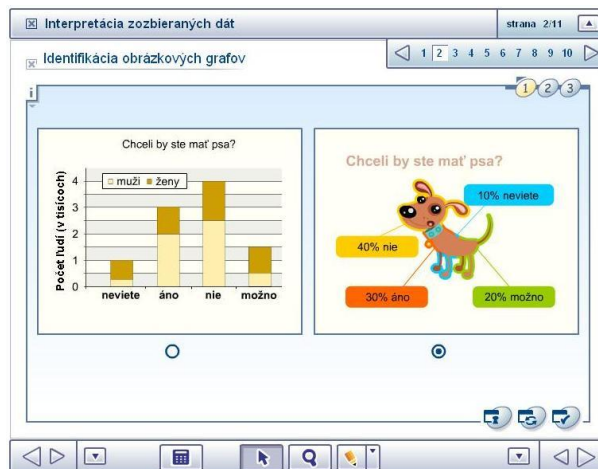 Interpretácia zozbieraných dát
strana 2/11
Identifikácia obrázkových grafov
1 2 3 4 5 6 7 8 9 10
i
1 2 3
Chceli by ste mať psa?
muži ženy
Počet ľudí (v tisícoch)
4
3
2
1
0
neviete áno nie možno
Chceli by ste mať psa?
10% neviete
40% nie
30% áno
20% možno